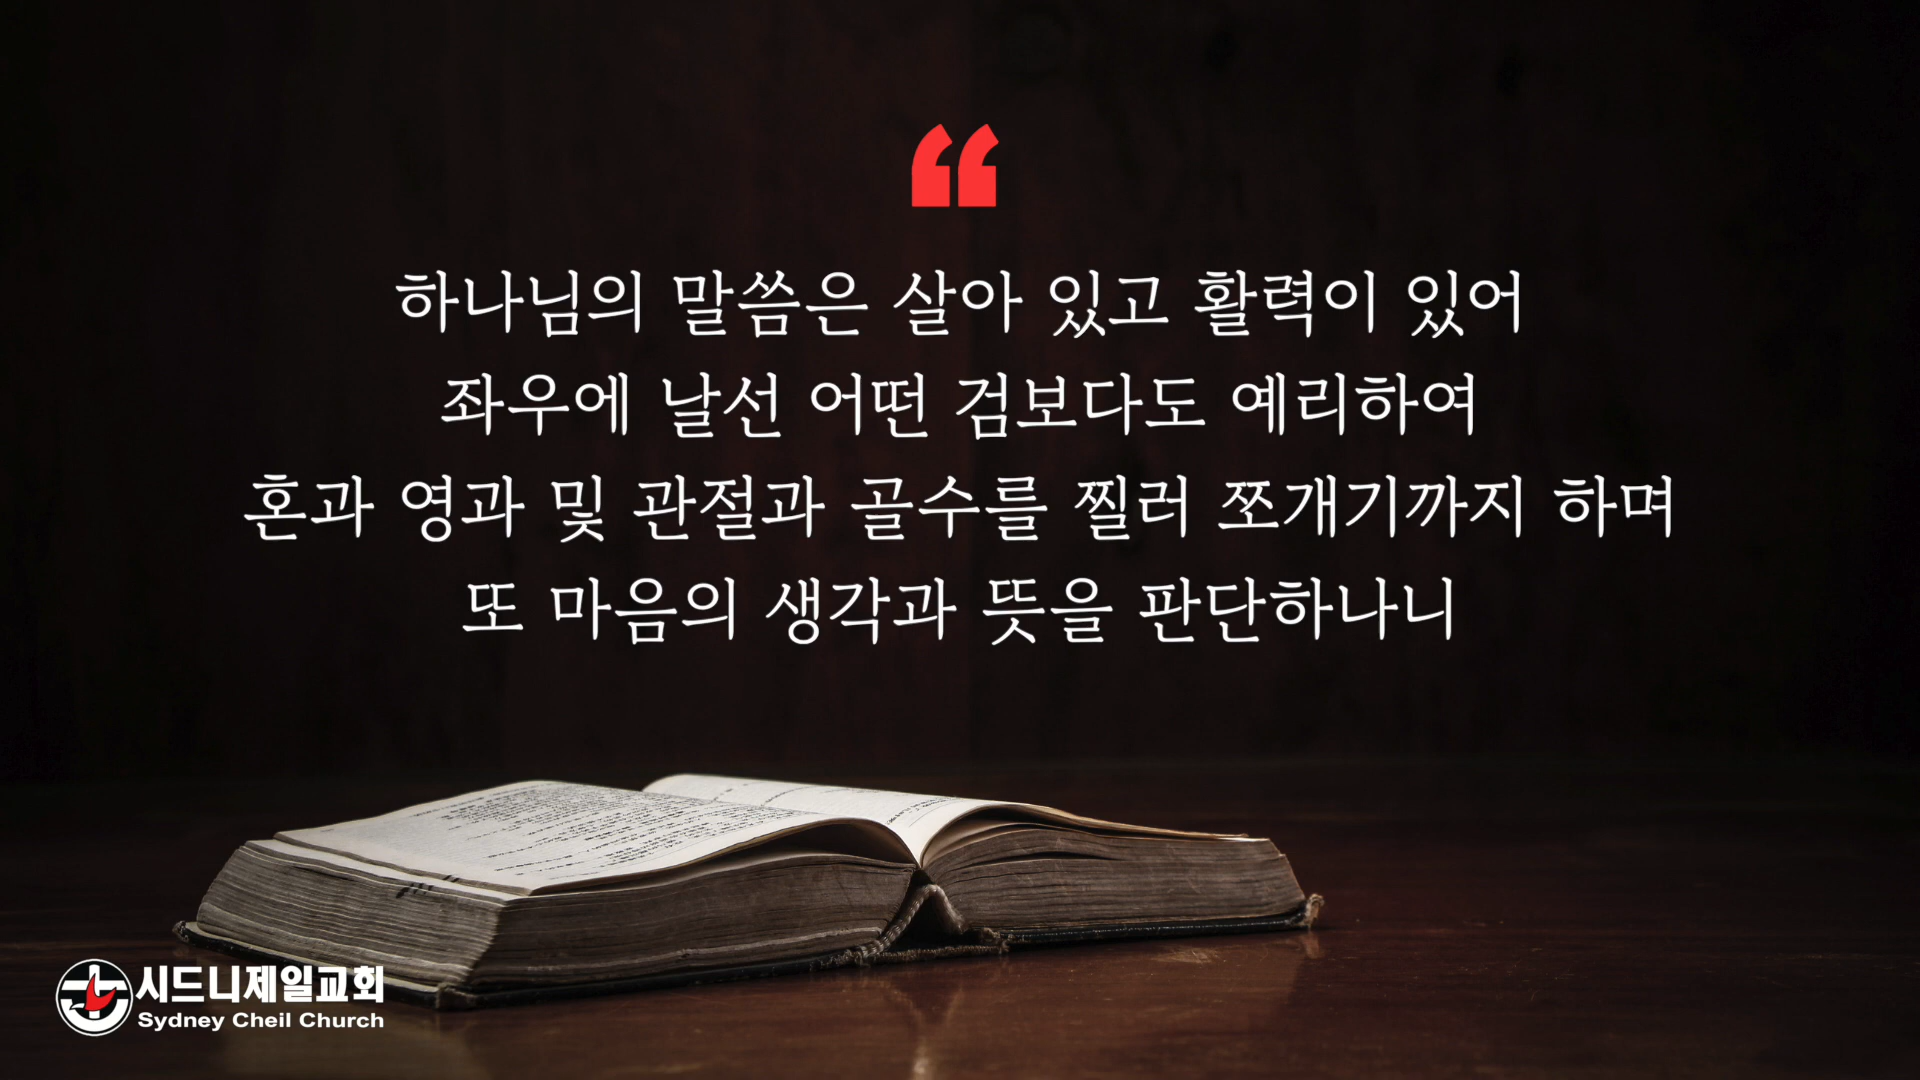 “
하나님의 말씀은 살아 있고 활력이 있어
좌우에 날선 어떤 검보다도 예리하여
혼과 영과 및 관절과 골수를 찔러 쪼개기까지 하며
또 마음의 생각과 뜻을 판단하나니
시드니제일교회
Sydney Cheil Church